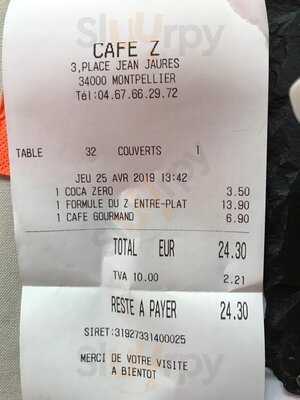 CAFE Z
3,PLACE JEAN JAURES
34000 MONTPELLIER
Tél:04.67.66.29.72
TABLE 32 COUVERTS 1
JEU 25 AVR 2019 13:42
1 COCA ZERO 3.50
1 FORMULE DU Z ENTRE-PLAT 13.90
1 CAFE GOURMAND 6.90
TOTAL EUR 24.30
TVA 10.00 2.21
RESTE A PAYER 24.30
SIRET:31927331400025
MERCI DE VOTRE VISITE
A BIENTOT
Sluurpy